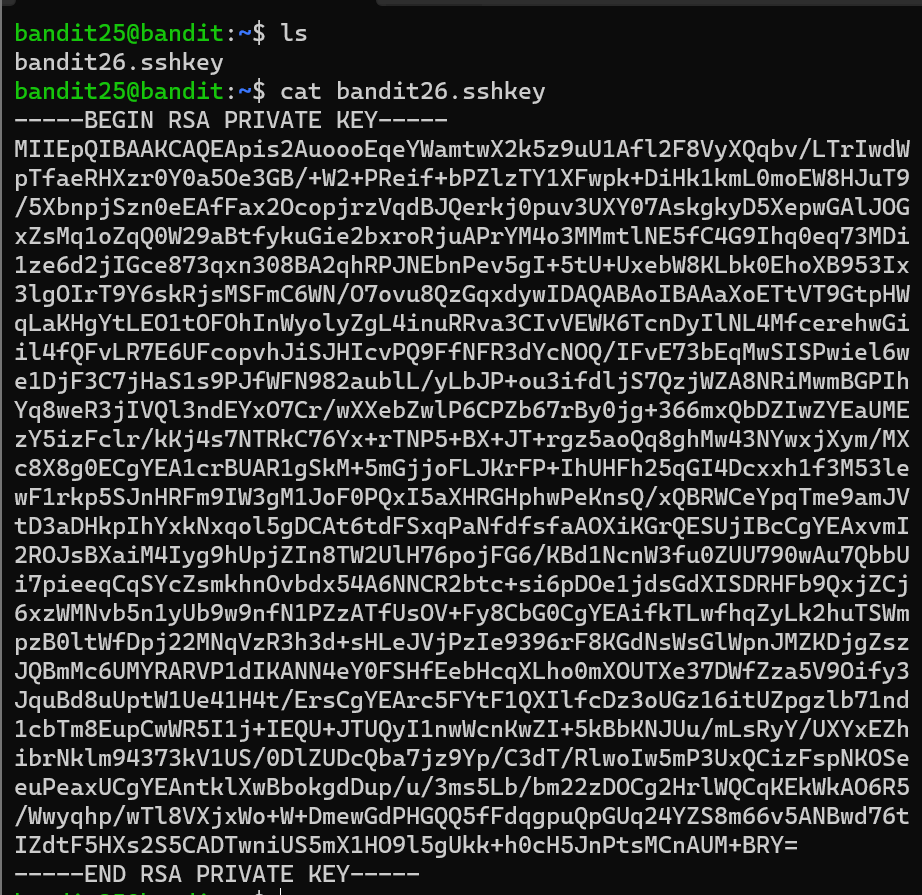 bandit25@bandit:~$ ls
bandit26.sshkey
bandit25@bandit:~$ cat bandit26.sshkey
-----BEGIN RSA PRIVATE KEY-----
MIIEpQIBAAKCAQEApis2AuoooEqeYWamtwX2k5z9uU1Afl2F8VyXQqbv/LTrIwdW
pTfaeRHXzr0Y0a5Oe3GB/+W2+PReif+bPZlzTY1XFwpk+DiHk1kmL0moEW8HJuT9
/5XbnpjSzn0eEAfFax2OcopjrzVqdBJQerkj0puv3UXY07AskgkyD5XepwGAlJOG
xZsMq1oZqQ0W29aBtfykuGie2bxroRjuAPrYM4o3MMmtlNE5fC4G9Ihq0eq73MDi
1ze6d2jIGce873qxn308BA2qhRPJNEbnPev5gI+5tU+UxebW8KLbk0EhoXB953Ix
3lgOIrT9Y6skRjsMSFmC6WN/O7ovu8QzGqxdywIDAQABAoIBAAaXoETtVT9GtpHW
qLaKHgYtLEO1tOFOhInWyolyZgL4inuRRva3CIvVEWK6TcnDyIlNL4MfcerehwGi
il4fQFvLR7E6UFcopvhJiSJHIcvPQ9FfNFR3dYcNOQ/IFvE73bEqMwSISPwiel6w
e1DjF3C7jHaS1s9PJfWFN982aublL/yLbJP+ou3ifdljS7QzjWZA8NRiMwmBGPIh
Yq8weR3jIVQl3ndEYxO7Cr/wXXebZwlP6CPZb67rBy0jg+366mxQbDZIwZYEaUME
zY5izFclr/kKj4s7NTRkC76Yx+rTNP5+BX+JT+rgz5aoQq8ghMw43NYwxjXym/MX
c8X8g0ECgYEA1crBUAR1gSkM+5mGjjoFLJKrFP+IhUHFh25qGI4Dcxxh1f3M53le
wF1rkp5SJnHRFm9IW3gM1JoF0PQxI5aXHRGHphwPeKnsQ/xQBRWCeYpqTme9amJV
tD3aDHkpIhYxkNxqol5gDCAt6tdFSxqPaNfdfsfaAOXiKGrQESUjIBcCgYEAxvmI
2ROJsBXaiM4Iyg9hUpjZIn8TW2UlH76pojFG6/KBd1NcnW3fu0ZUU790wAu7QbbU
i7pieeqCqSYcZsmkhnOvbdx54A6NNCR2btc+si6pDOe1jdsGdXISDRHFb9QxjZCj
6xzWMNvb5n1yUb9w9nfN1PZzATfUsOV+Fy8CbG0CgYEAifkTLwfhqZyLk2huTSWm
pzB0ltWfDpj22MNqVzR3h3d+sHLeJVjPzIe9396rF8KGdNsWsGlWpnJMZKDjgZsz
JQBmMc6UMYRARVP1dIKANN4eY0FSHfEebHcqXLho0mXOUTXe37DWfZza5V9Oify3
JquBd8uUptW1Ue41H4t/ErsCgYEArc5FYtF1QXIlfcDz3oUGz16itUZpgzlb71nd
1cbTm8EupCwWR5I1j+IEQU+JTUQyI1nwWcnKwZI+5kBbKNJUu/mLsRyY/UXYxEZh
ibrNklm94373kV1US/0DlZUDcQba7jz9Yp/C3dT/RlwoIw5mP3UxQCizFspNKOSe
euPeaxUCgYEAntklXwBbokgdDup/u/3ms5Lb/bm22zDOCg2HrlWQCqKEkWkAO6R5
/Wwyqhp/wTl8VXjxWo+W+DmewGdPHGQQ5fFdqgpuQpGUq24YZS8m66v5ANBwd76t
IZdtF5HXs2S5CADTwniUS5mX1HO9l5gUkk+h0cH5JnPtsMCnAUM+BRY=
-----END RSA PRIVATE KEY-----